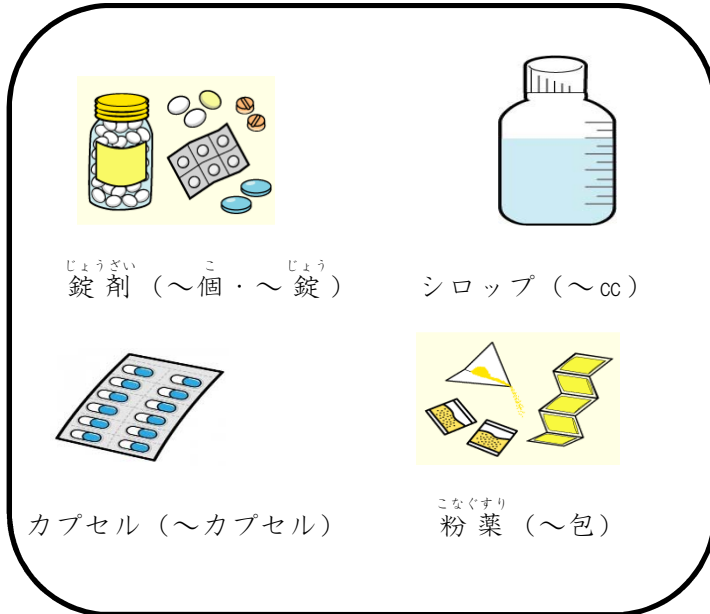 じょうざい こ じょう
錠剤（～個・～錠） シロップ（～㏄）
こなぐすり
カプセル（～カプセル） 粉薬（～包）